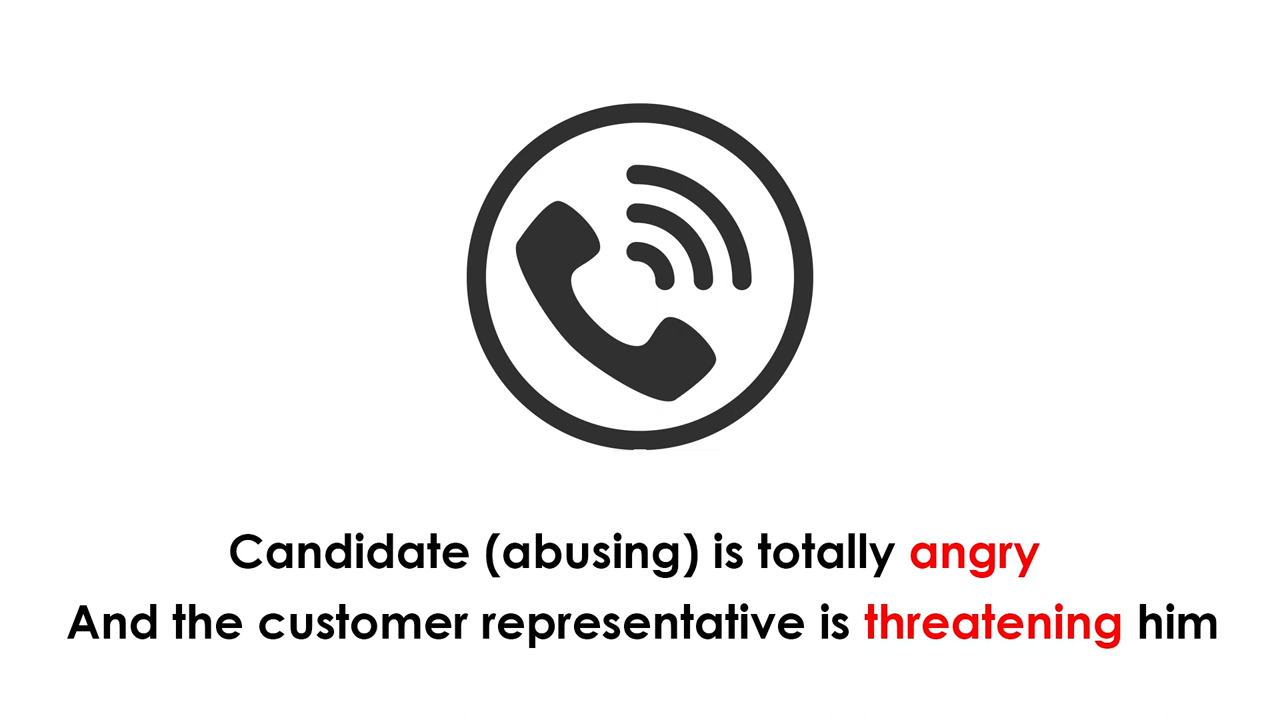 Candidate (abusing) is totally angry
And the customer representative is threatening him